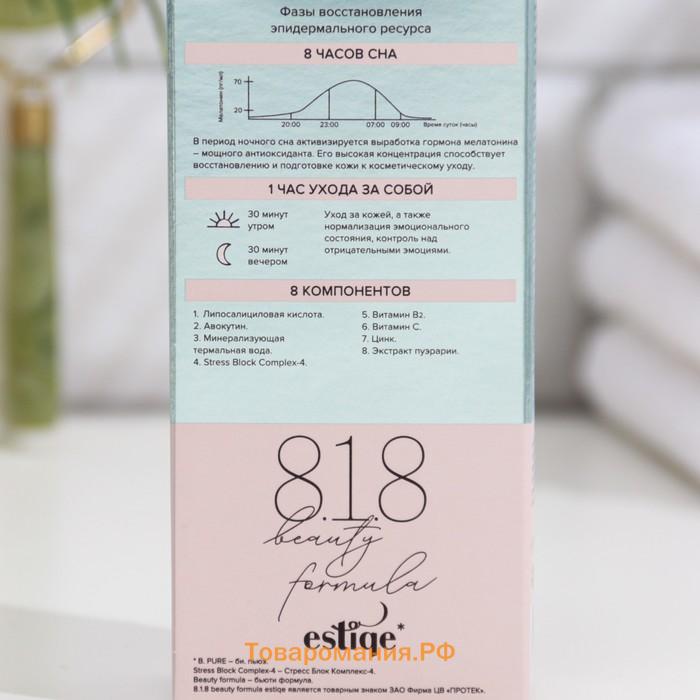 Фазы восстановления
эпидермального ресурса
8 ЧАСОВ СНА
Мелатонин (пг/мл)
70
20
20:00 23:00 07:00 09:00 Время суток (часы)
В период ночного сна активизируется выработка гормона мелатонина
– мощного антиоксиданта. Его высокая концентрация способствует
восстановлению и подготовке кожи к косметическому уходу.
1 ЧАС УХОДА ЗА СОБОЙ
30 минут
утром
30 минут
вечером
Уход за кожей, а также
нормализация эмоционального
состояния, контроль над
отрицательными эмоциями.
8 КОМПОНЕНТОВ
1. Липосалициловая кислота.
2. Авокутин.
3. Минерализующая
термальная вода.
4. Stress Block Complex-4.
5. Витамин B2.
6. Витамин С.
7. Цинк.
8. Экстракт пуэрарии.
8.1.8
beauty
formula
estiqe*
Товаромания.РФ
* B. PURE – би. пьюх.
Stress Block Complex-4 – Стресс Блок Комплекс-4.
Beauty formula – бьюти формула.
8.1.8 beauty formula estiqe является товарным знаком ЗАО Фирма ЦВ «ПРОТЕК».